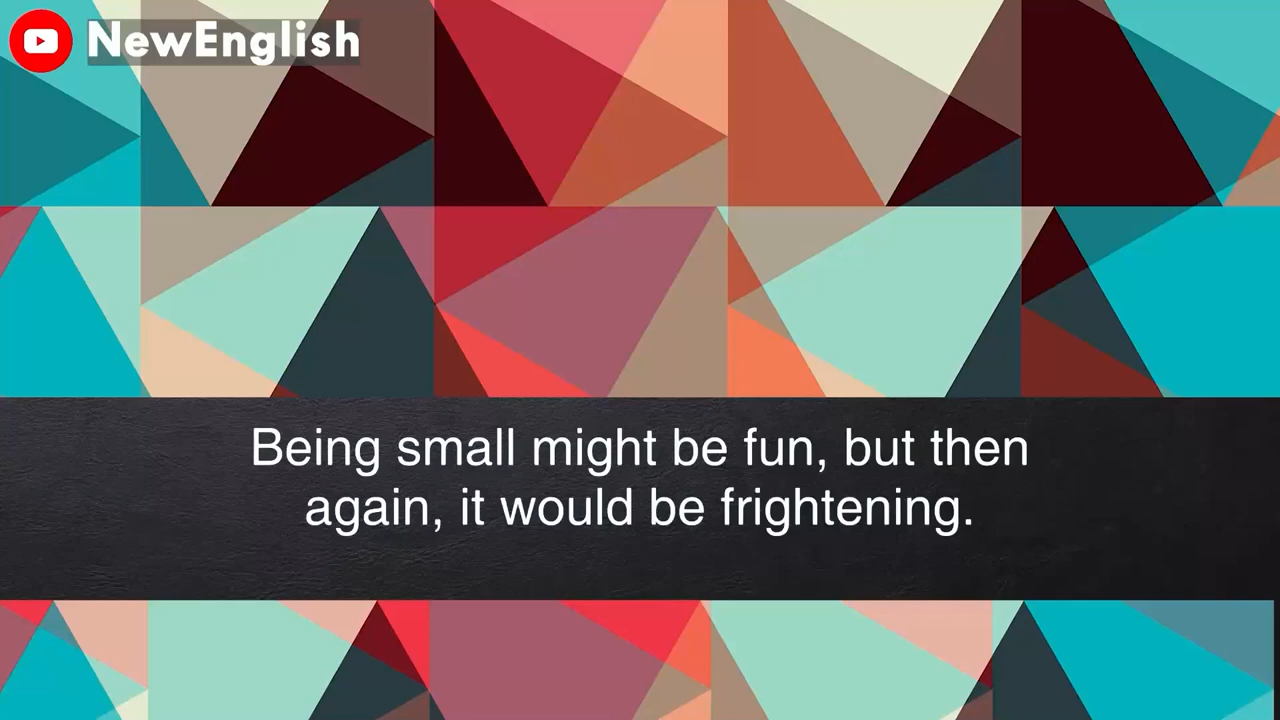 NewEnglish
Being small might be fun, but then
again, it would be frightening.